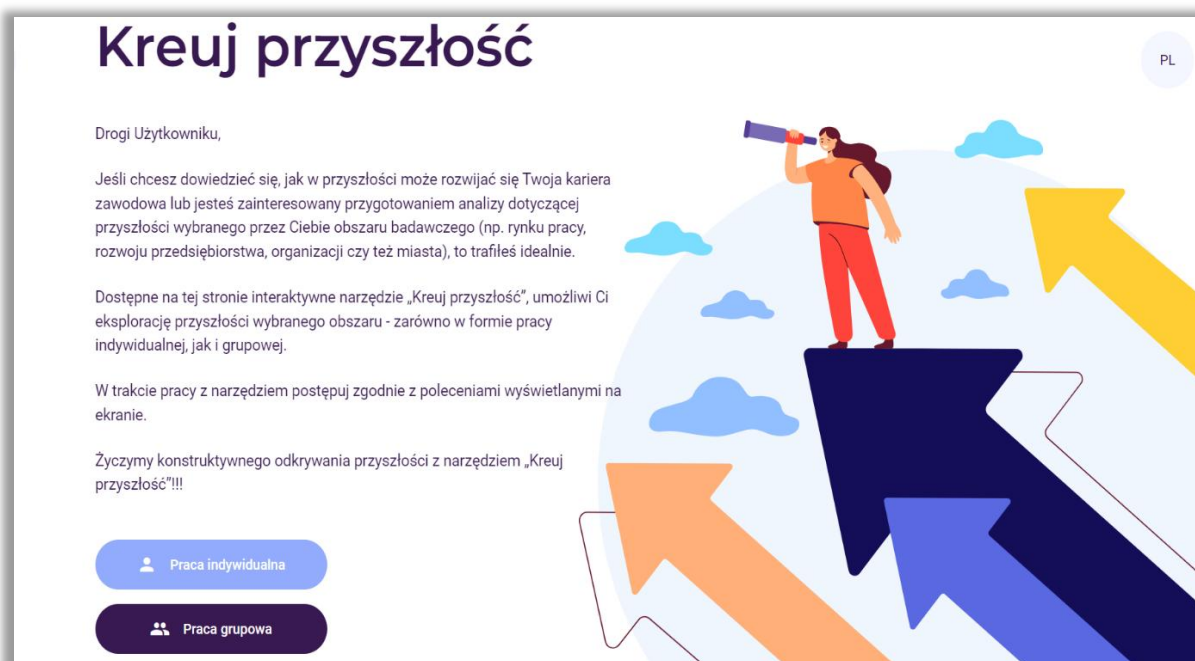 Kreuj przyszłość
PL
Drogi Użytkowniku,
Jeśli chcesz dowiedzieć się, jak w przyszłości może rozwijać się Twoja kariera
zawodowa lub jesteś zainteresowany przygotowaniem analizy dotyczącej
przyszłości wybranego przez Ciebie obszaru badawczego (np. rynku pracy,
rozwoju przedsiębiorstwa, organizacji czy też miasta), to trafiłeś idealnie.
Dostępne na tej stronie interaktywne narzędzie „Kreuj przyszłość”, umożliwi Ci
eksplorację przyszłości wybranego obszaru - zarówno w formie pracy
indywidualnej, jak i grupowej.
W trakcie pracy z narzędziem postępuj zgodnie z poleceniami wyświetlanymi na
ekranie.
Życzymy konstruktywnego odkrywania przyszłości z narzędziem „Kreuj
przyszłość”!!!
Praca indywidualna
Praca grupowa